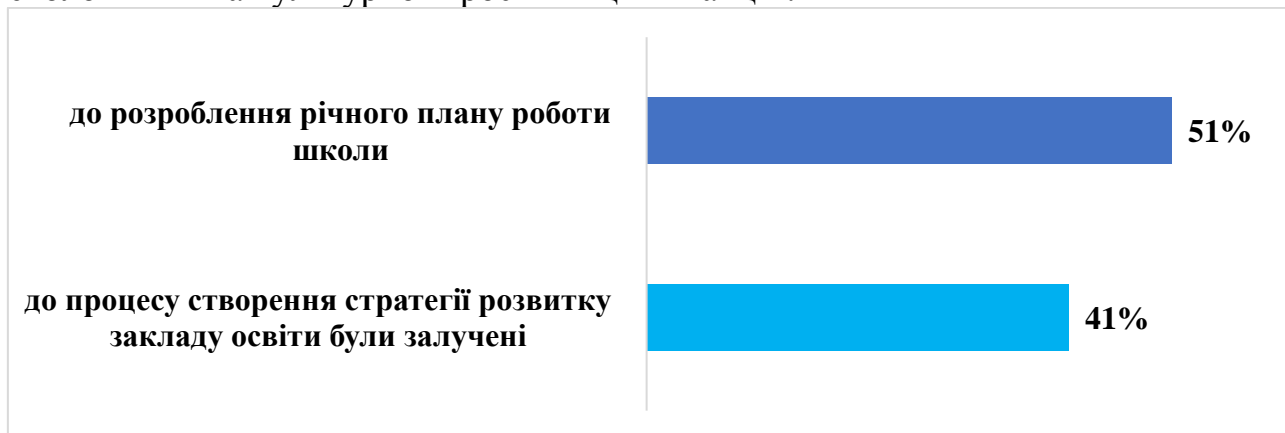 до розроблення річного плану роботи
школи
51%
до процесу створення стратегії розвитку
закладу освіти були залучені
41%